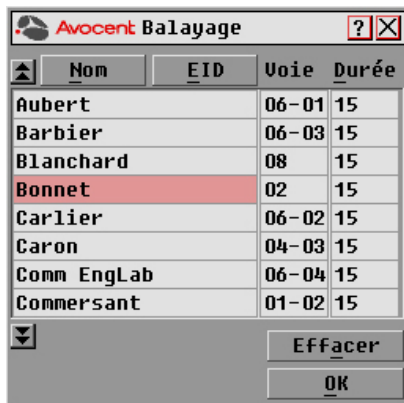 Avocent Balayage ? X
Nom EID Voie Durée
Aubert 06-01 15
Barbier 06-03 15
Blanchard 08 15
Bonnet 02 15
Carlier 06-02 15
Caron 04-03 15
Comm EngLab 06-04 15
Commersant 01-02 15
Effacer
OK